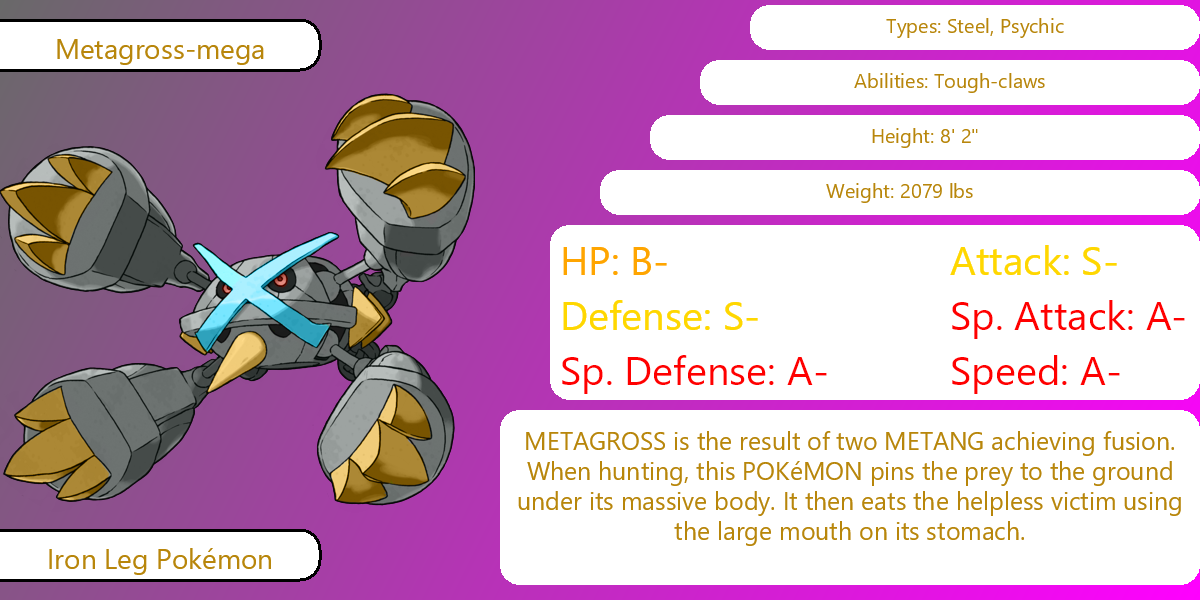 Metagross-mega
Types: Steel, Psychic
Abilities: Tough-claws
Height: 8' 2"
Weight: 2079 lbs
HP: B-
Attack: S-
Defense: S-
Sp. Attack: A-
Sp. Defense: A-
Speed: A-
METAGROSS is the result of two METANG achieving fusion.
When hunting, this POKéMON pins the prey to the ground
under its massive body. It then eats the helpless victim using
the large mouth on its stomach.
Iron Leg Pokémon